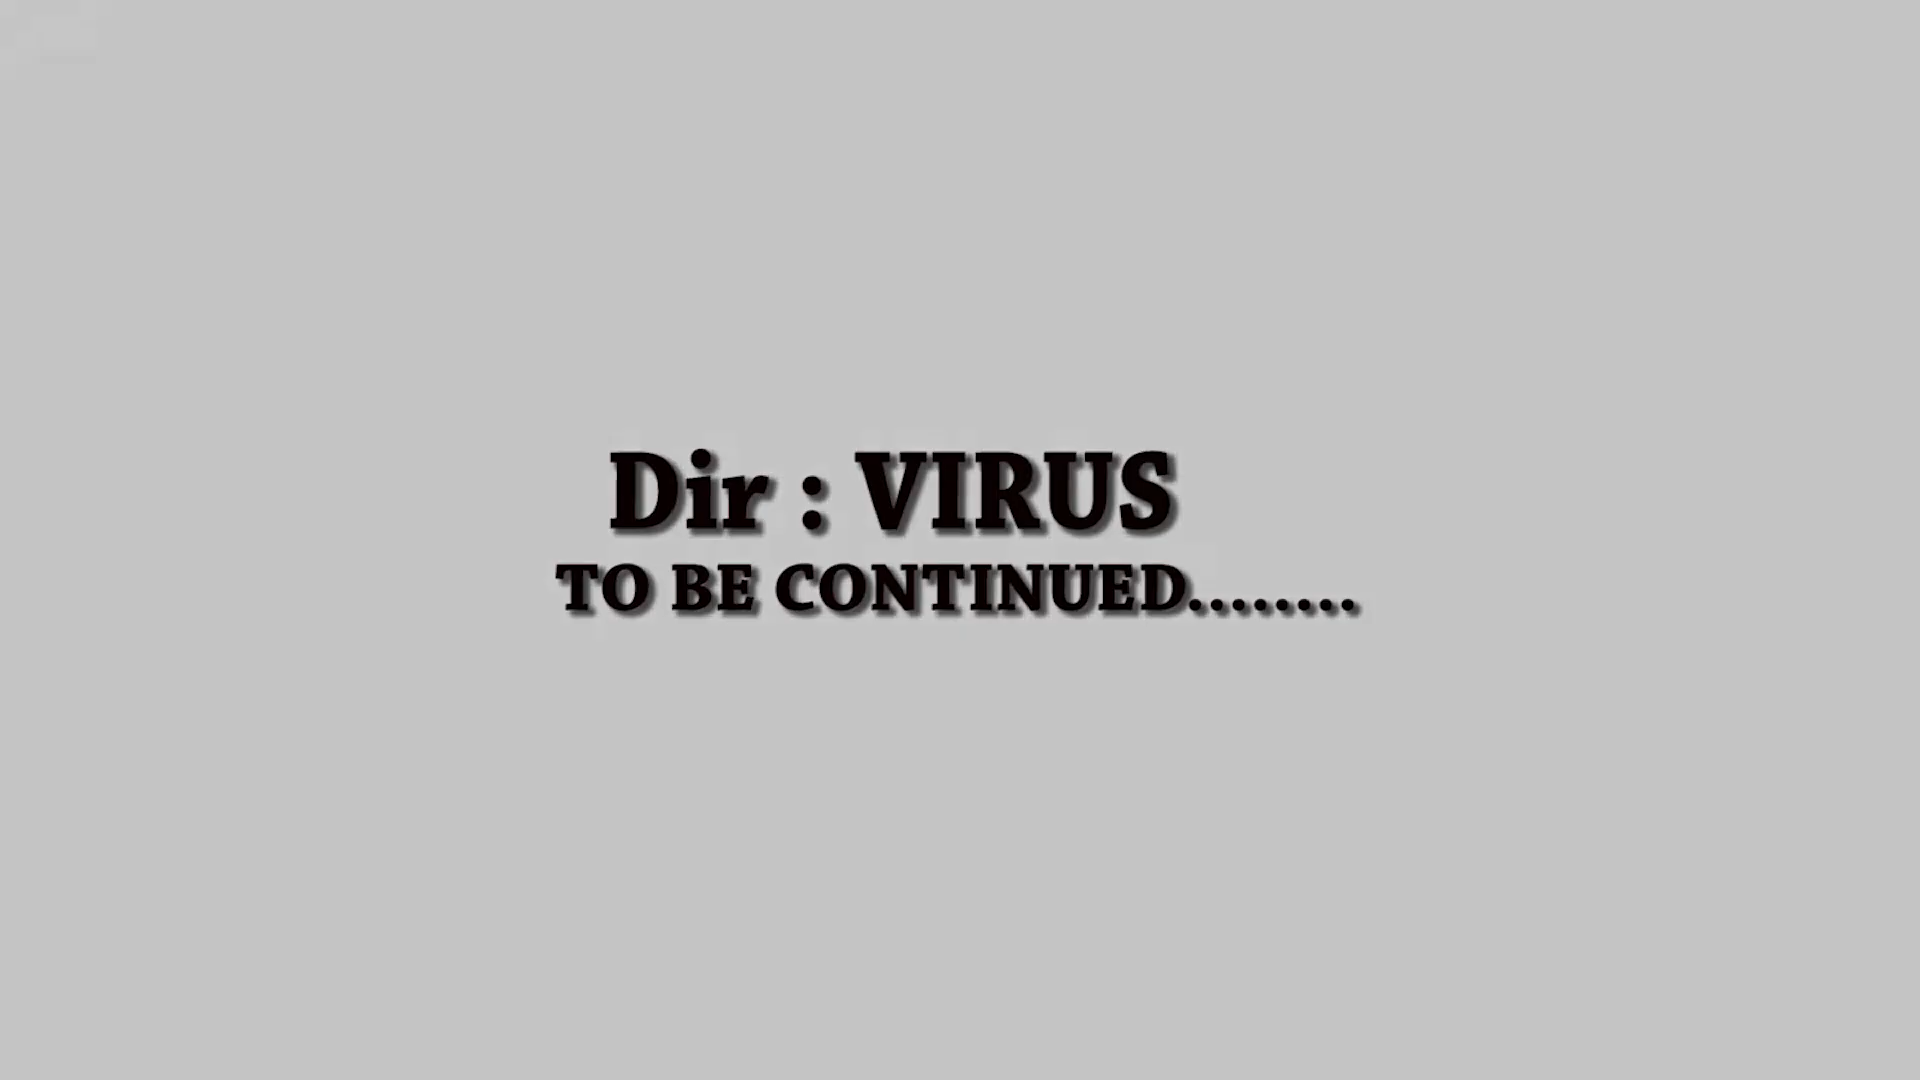 Dir : VIRUS
TO BE CONTINUED........